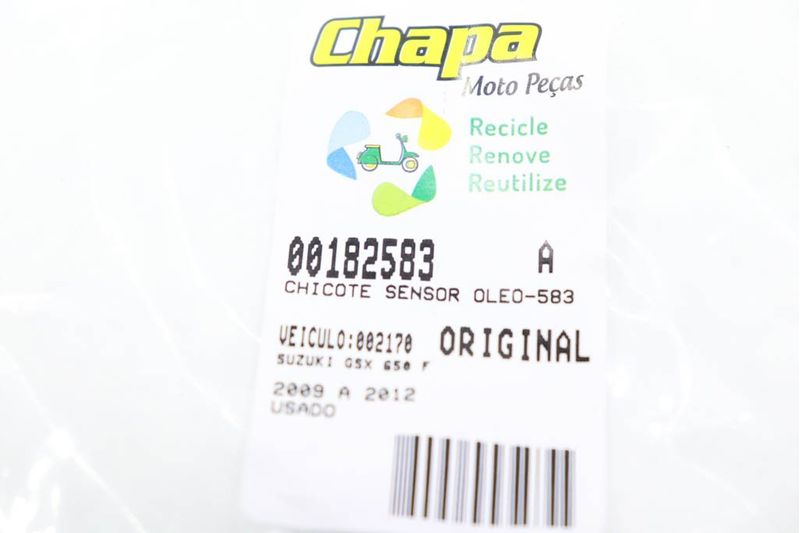 Chapa
Moto Peças
Recicle
Renove
Reutilize
00182583 A
CHICOTE SENSOR OLEO-583
VEICULO:002170 ORIGINAL
SUZUKI GSX 650 F
2009 A 2012
USADO